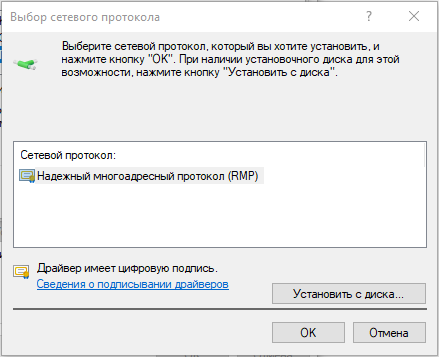 Выбор сетевого протокола
Выберите сетевой протокол, который вы хотите установить, и
нажмите кнопку "ОК". При наличии установочного диска для этой
возможности, нажмите кнопку "Установить с диска".
Сетевой протокол:
Надежный многоадресный протокол (RMP)
Драйвер имеет цифровую подпись.
Сведения о подписывании драйверов
Установить с диска...
ОК
Отмена